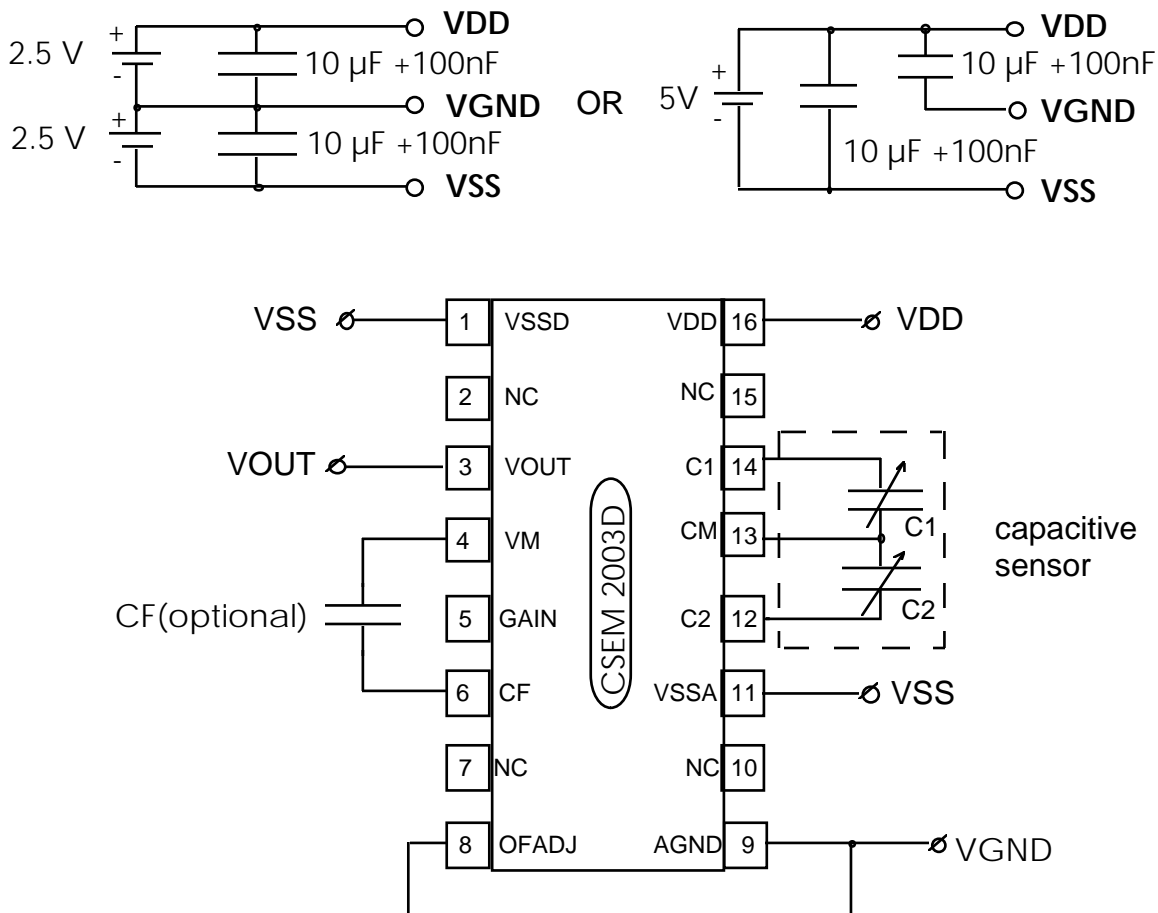 VDD
2.5 V + -
10 µF +100nF
VGND
2.5 V + -
10 µF +100nF
VSS
OR
VDD
5V + -
10 µF +100nF
VGND
10 µF +100nF
VSS
VSS 1 VSSD
VDD 16 VDD
2 NC
NC 15
VOUT 3 VOUT
C1 14
4 VM
CM 13
C1
capacitive
sensor
CF(optional)
5 GAIN
C2 12
C2
6 CF
VSSA 11 VSS
7 NC
NC 10
8 OFADJ
AGND 9 VGND
CSEM 2003D